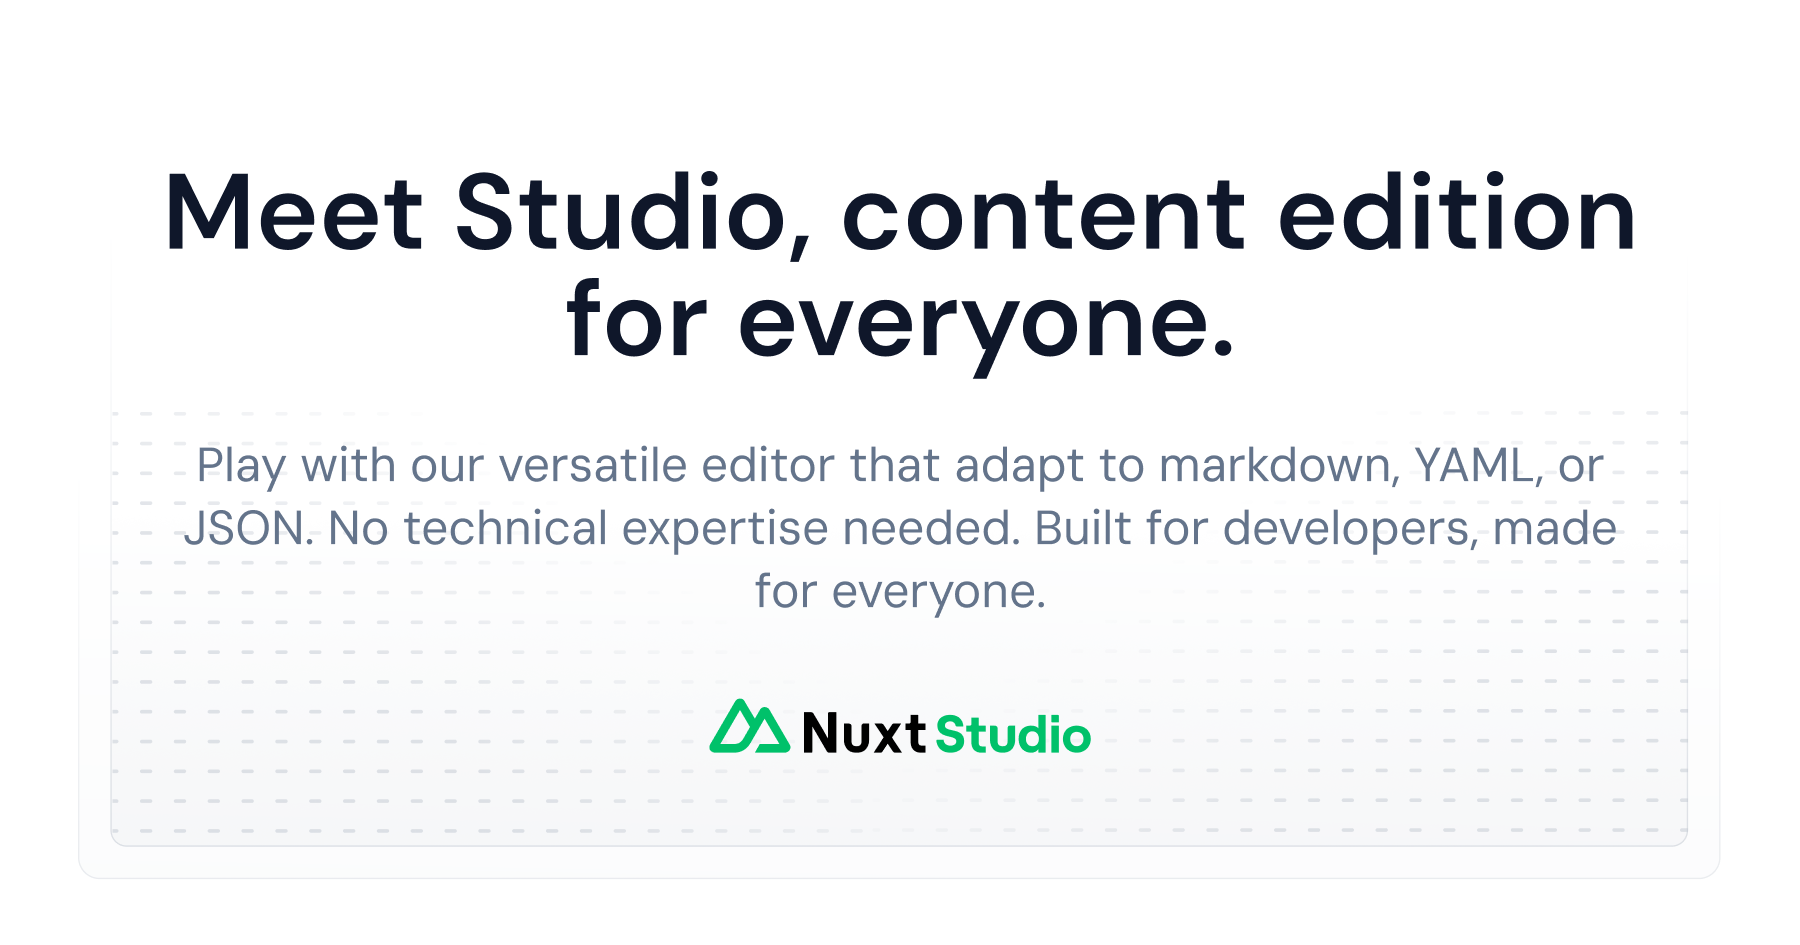 Meet Studio, content edition
for everyone.
Play with our versatile editor that adapt to markdown, YAML, or
JSON. No technical expertise needed. Built for developers, made
for everyone.
Nuxt Studio